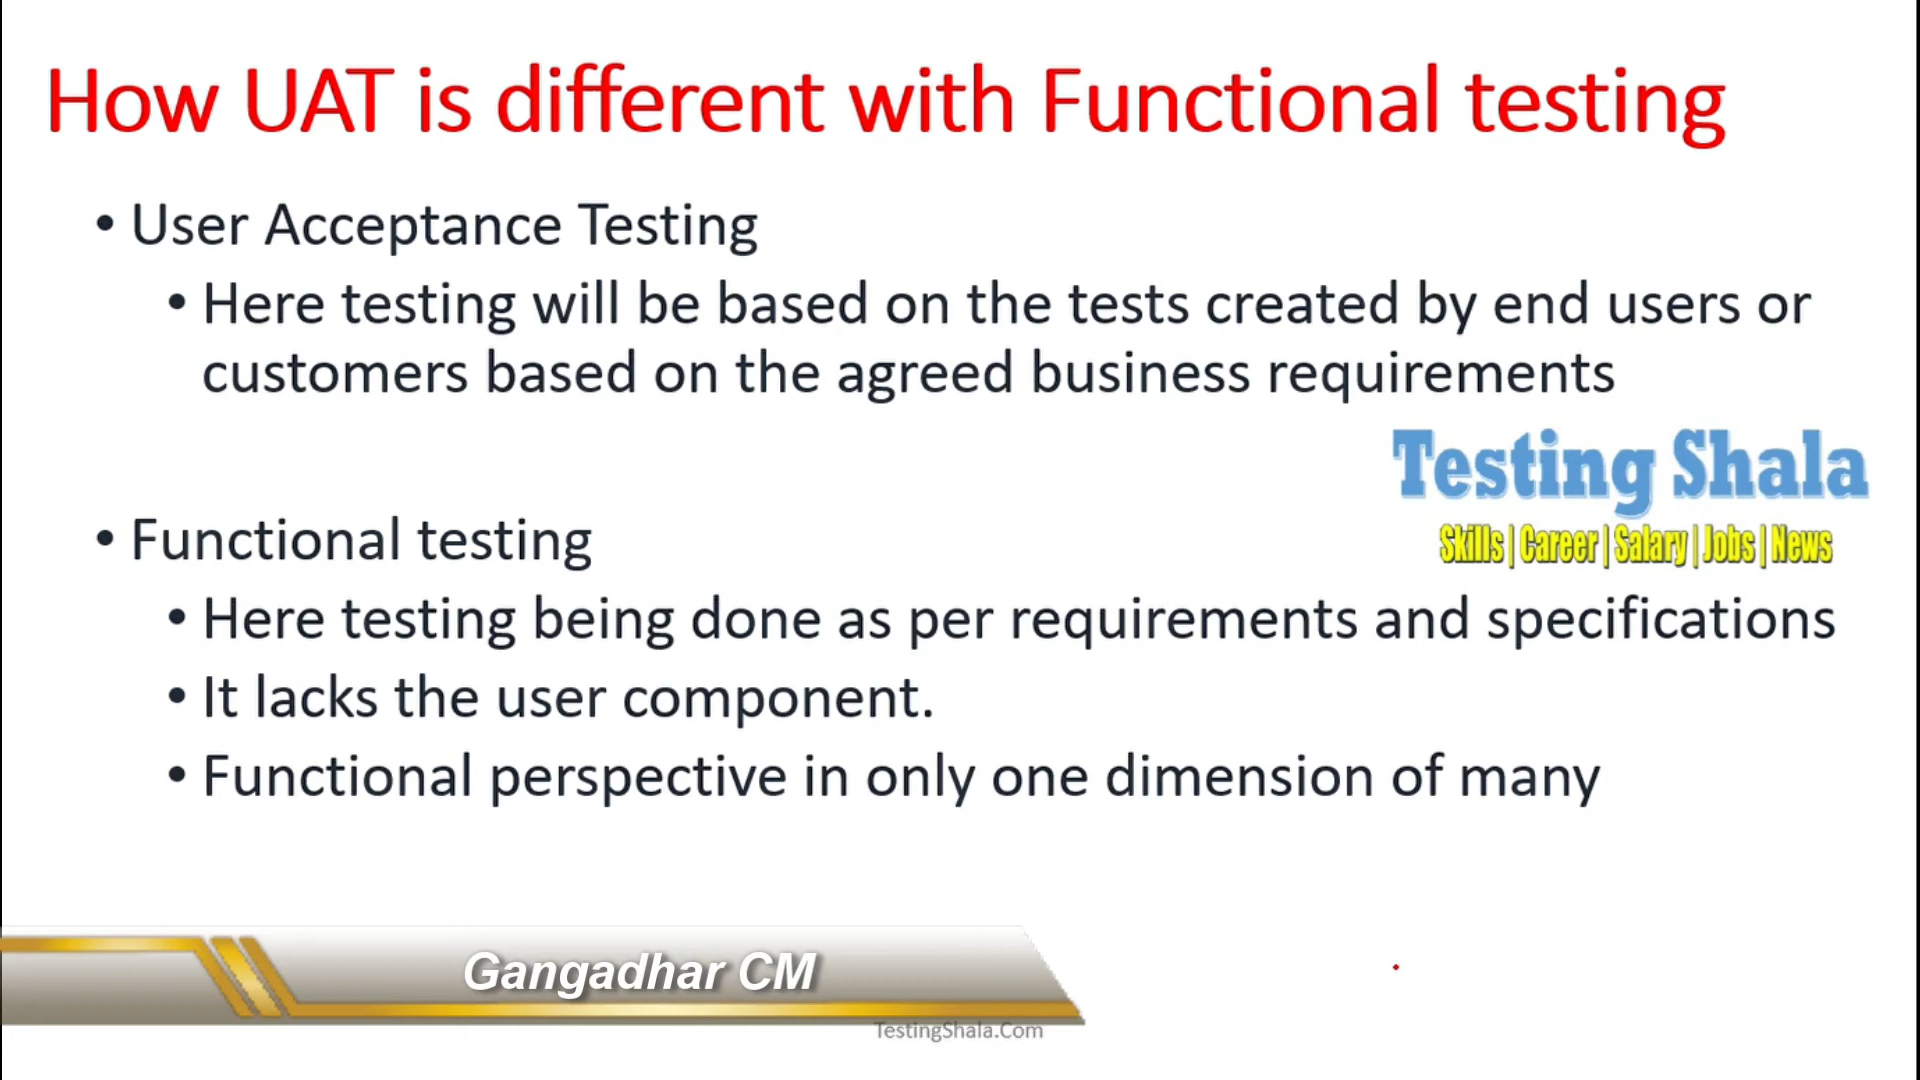 How UAT is different with Functional testing
• User Acceptance Testing
• Here testing will be based on the tests created by end users or
customers based on the agreed business requirements
Testing Shala
Skills | Career | Salary | Jobs | News
• Functional testing
• Here testing being done as per requirements and specifications
• It lacks the user component.
• Functional perspective in only one dimension of many
Gangadhar CM
TestingShala.Com